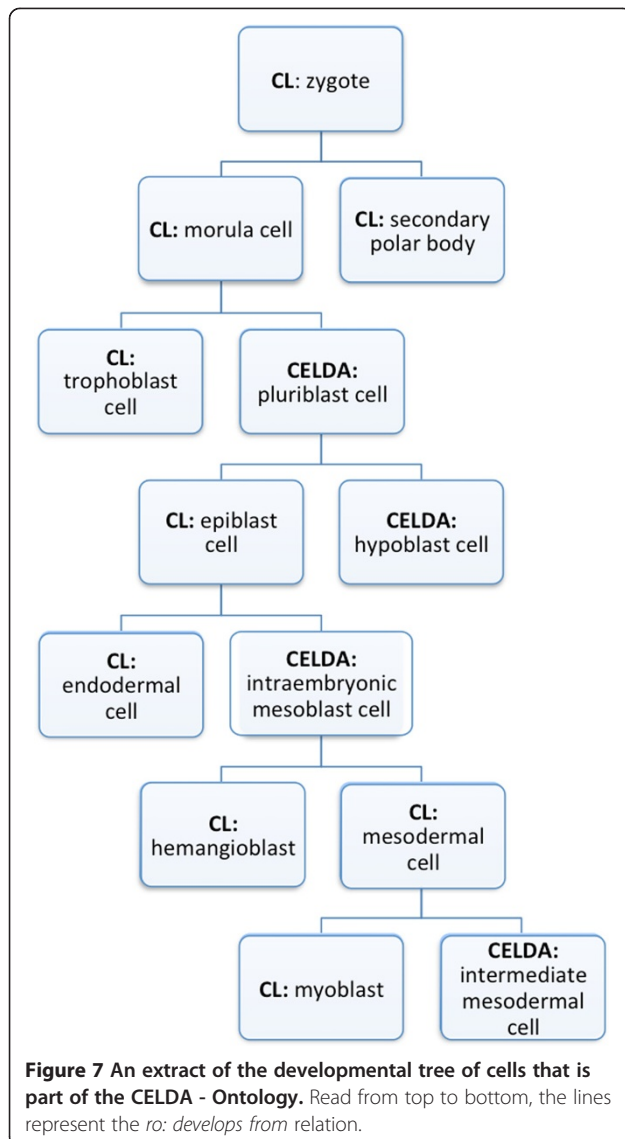 CL: zygote
CL: morula cell
CL: secondary
polar body
CL:
trophoblast
cell
CELDA:
pluriblast cell
CL: epiblast
cell
CELDA:
hypoblast cell
CL:
endodermal
cell
CELDA:
intraembryonic
mesoblast cell
CL:
hemangioblast
CL:
mesodermal
cell
CL: myoblast
CELDA:
intermediate
mesodermal
cell
Figure 7 An extract of the developmental tree of cells that is
part of the CELDA - Ontology. Read from top to bottom, the lines
represent the ro: develops from relation.